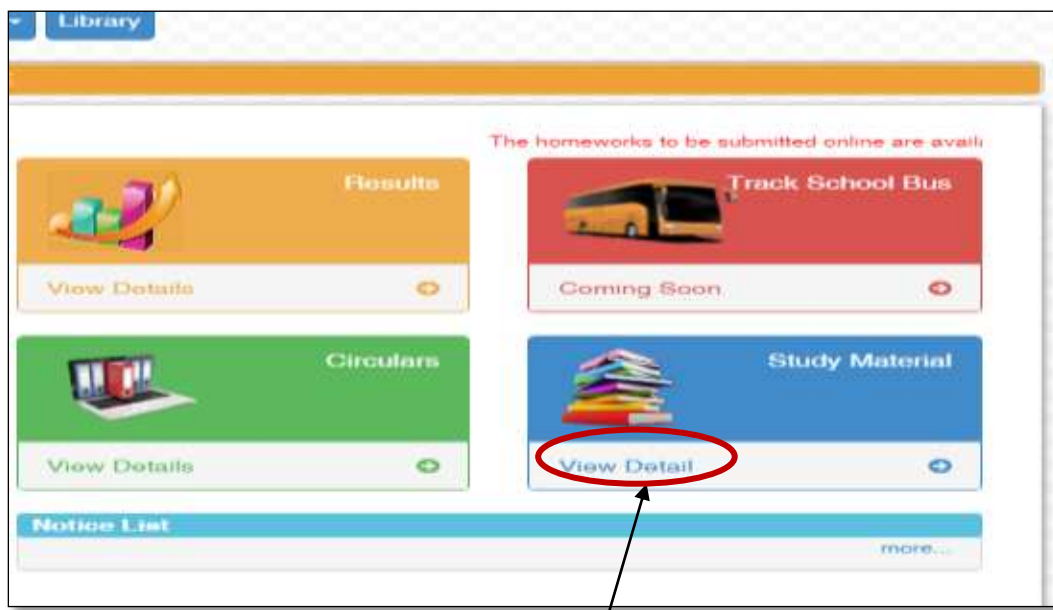 Library
The homeworks to be submitted online are avail
Results
Track School Bus
View Details
Coming Soon
Circulars
Study Material
View Details
View Detail
Notice List
more...